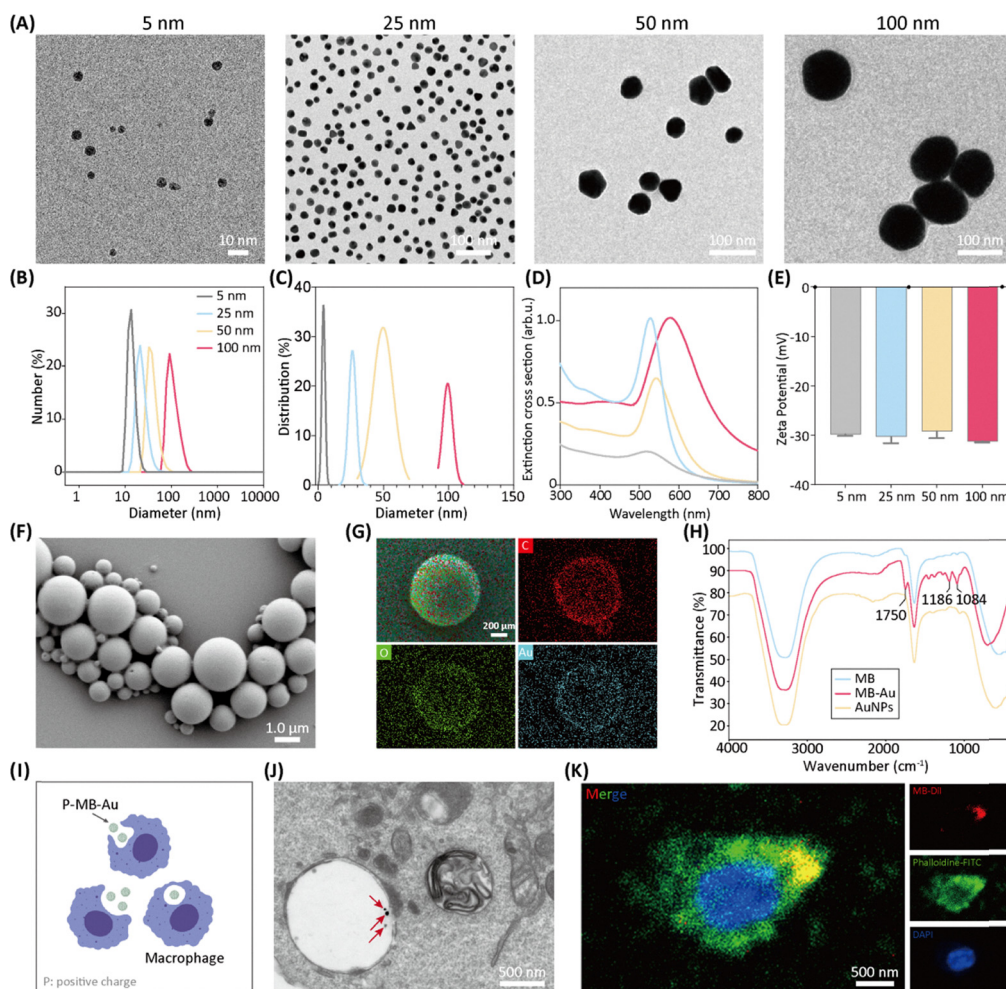 (A)
5 nm
25 nm
50 nm
100 nm
10 nm
100 nm
100 nm
100 nm
(B)
Number (%)
30
20
10
0
5 nm
25 nm
50 nm
100 nm
1
10
100
1000
10000
Diameter (nm)
(C)
Distribution (%)
40
30
20
10
0
0
50
100
150
Diameter (nm)
(D)
Extinction cross section (arb.u.)
1.0
0.5
0
300
400
500
600
700
800
Wavelength (nm)
(E)
Zeta Potential (mV)
0
-10
-20
-30
-40
5 nm
25 nm
50 nm
100 nm
(F)
1.0 μm
(G)
C
200 μm
O
Au
(H)
Transmittance (%)
100
90
80
70
60
50
40
30
20
1750
1186
1084
MB
MB-Au
AuNPs
4000
3000
2000
1000
Wavenumber (cm⁻¹)
(I)
P-MB-Au
Macrophage
P: positive charge
(J)
500 nm
(K)
Merge
500 nm
MB-DiI
Phalloidine-FITC
DAPI